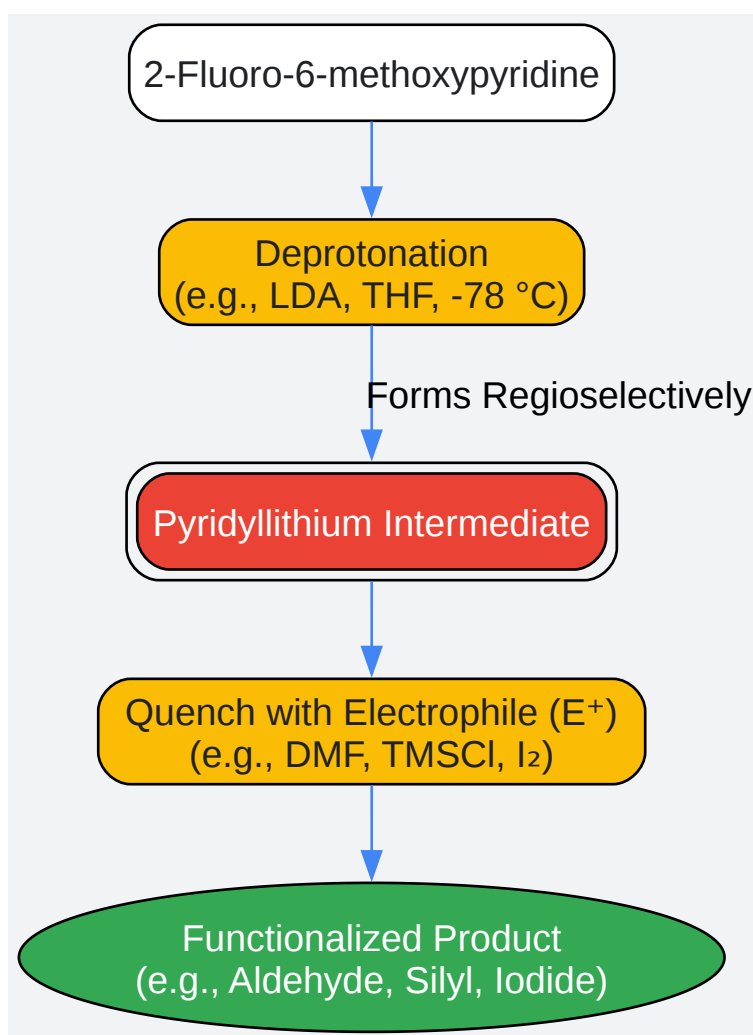 2-Fluoro-6-methoxypyridine
Deprotonation
(e.g., LDA, THF, -78 °C)
Forms Regioselectively
Pyridyllithium Intermediate
Quench with Electrophile (E⁺)
(e.g., DMF, TMSCl, I₂)
Functionalized Product
(e.g., Aldehyde, Silyl, Iodide)